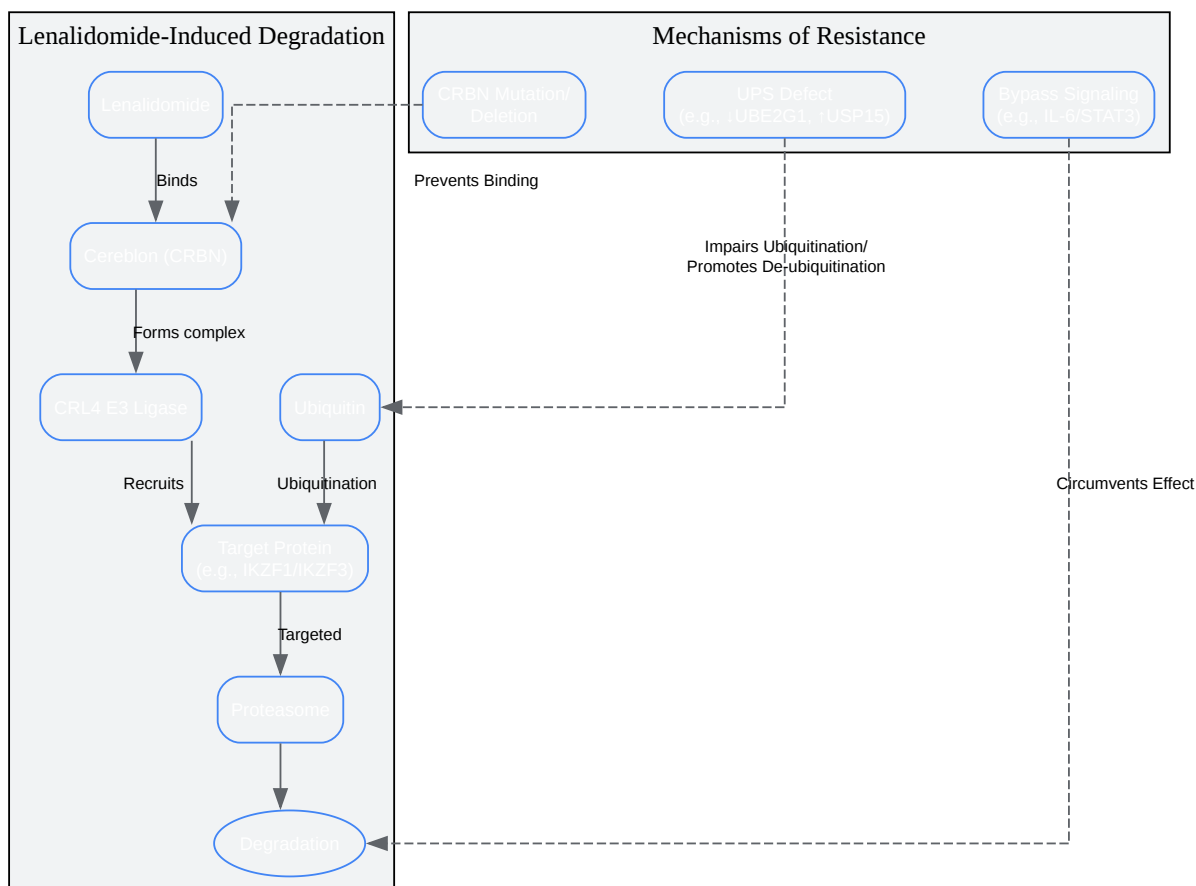 Lenalidomide-Induced Degradation
Mechanisms of Resistance
Lenalidomide
CRBN Mutation/
Deletion
UPS Defect
(e.g., ↓UBE2G1, ↑USP15)
Bypass Signaling
(e.g., IL-6/STAT3)
Binds
Prevents Binding
Cereblon (CRBN)
Impairs Ubiquitination/
Promotes De-ubiquitination
Forms complex
CRL4 E3 Ligase
Ubiquitin
Recruits
Ubiquitination
Circumvents Effect
Target Protein
(e.g., IKZF1/IKZF3)
Targeted
Proteasome
Degradation